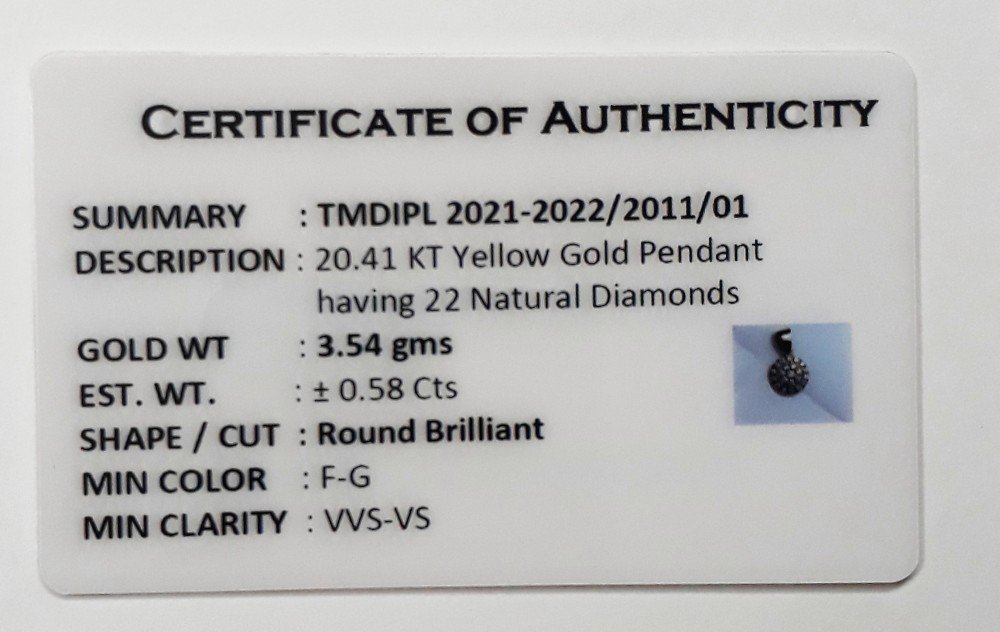 CERTIFICATE OF AUTHENTICITY
SUMMARY : TMDIPL 2021-2022/2011/01
DESCRIPTION : 20.41 KT Yellow Gold Pendant
having 22 Natural Diamonds
GOLD WT : 3.54 gms
EST. WT. : ± 0.58 Cts
SHAPE / CUT : Round Brilliant
MIN COLOR : F-G
MIN CLARITY : VVS-VS